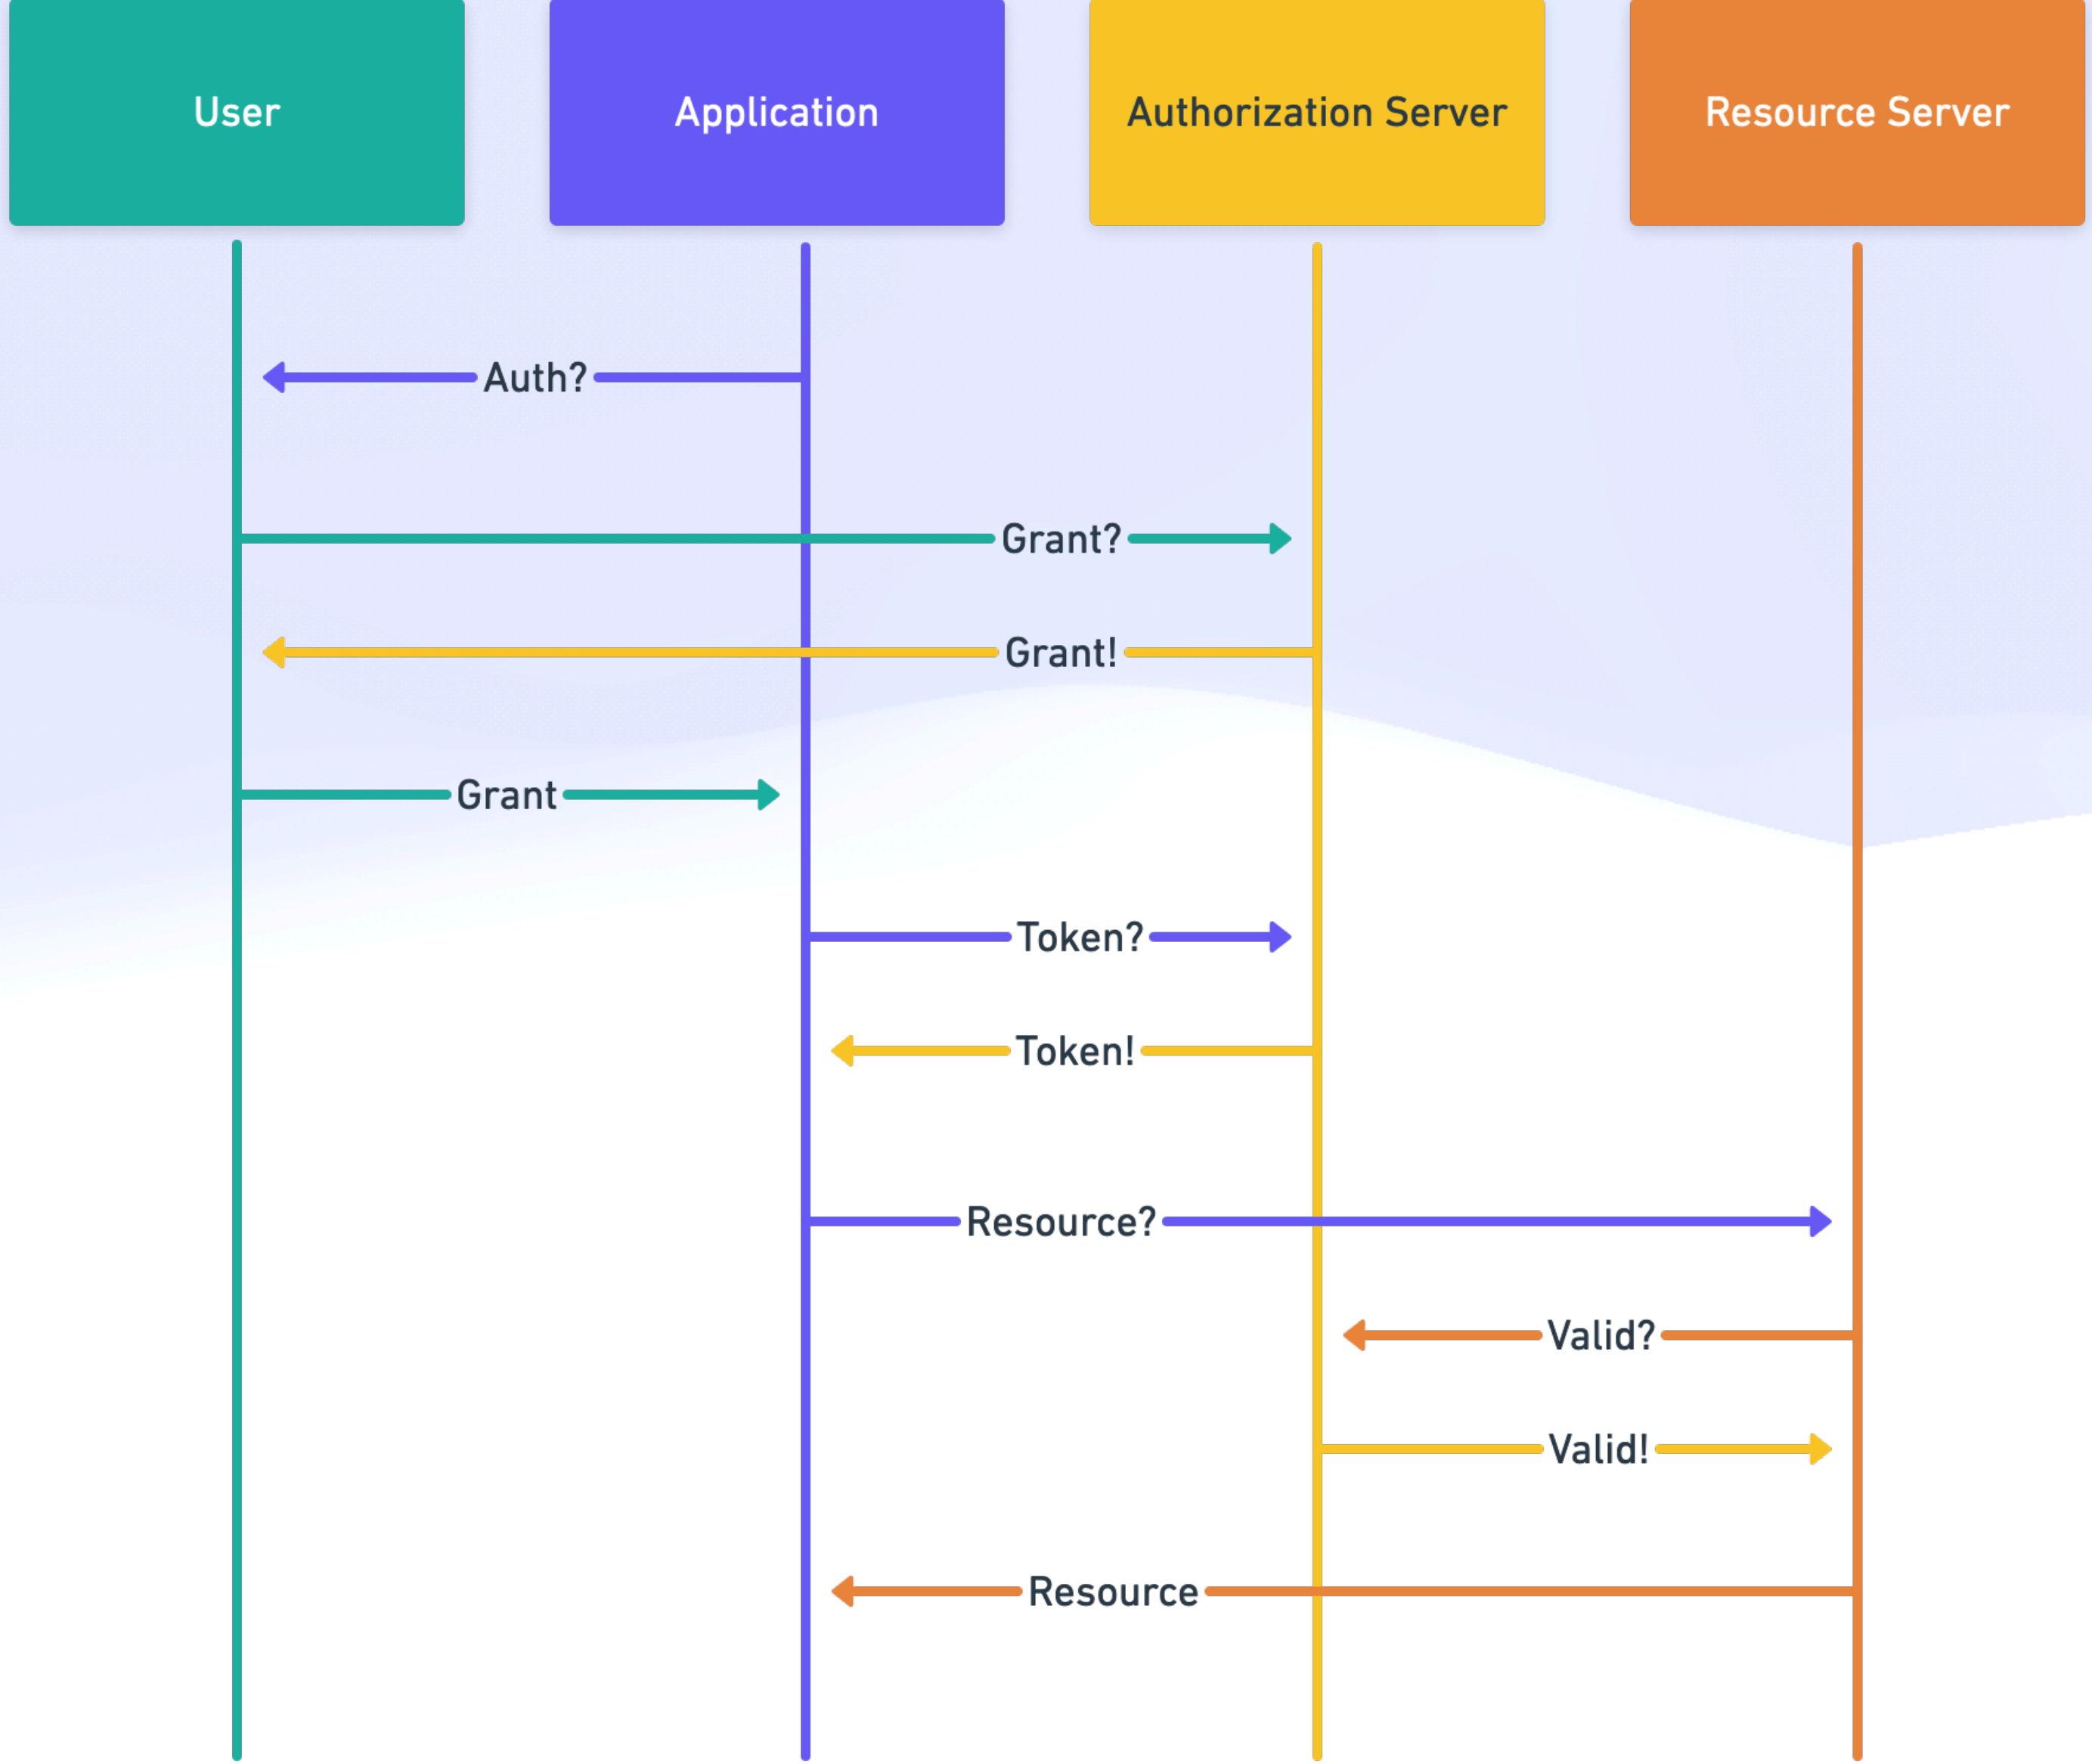 User
Application
Authorization Server
Resource Server
Auth?
Grant?
Grant!
Grant
Token?
Token!
Resource?
Valid?
Valid!
Resource